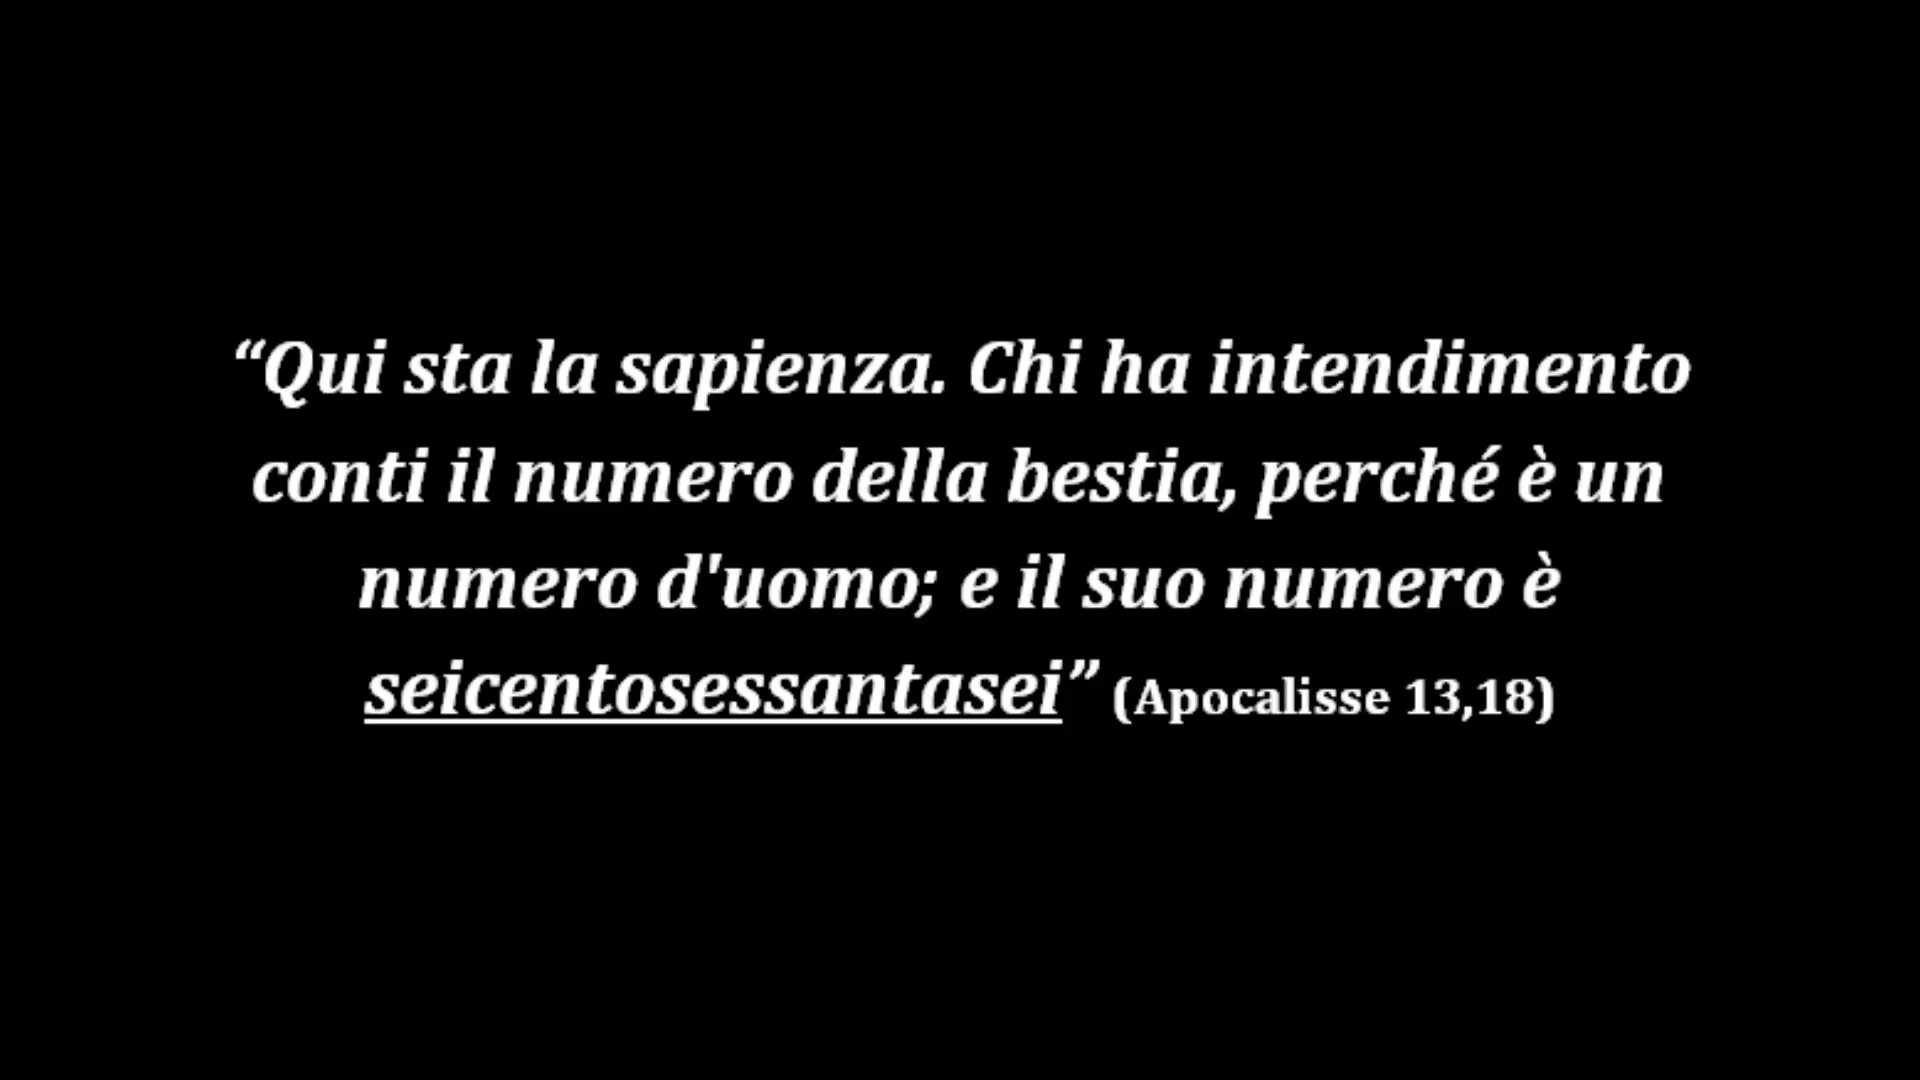 “Qui sta la sapienza. Chi ha intendimento
conti il numero della bestia, perché è un
numero d'uomo; e il suo numero è
seicentosessantasei” (Apocalisse 13,18)